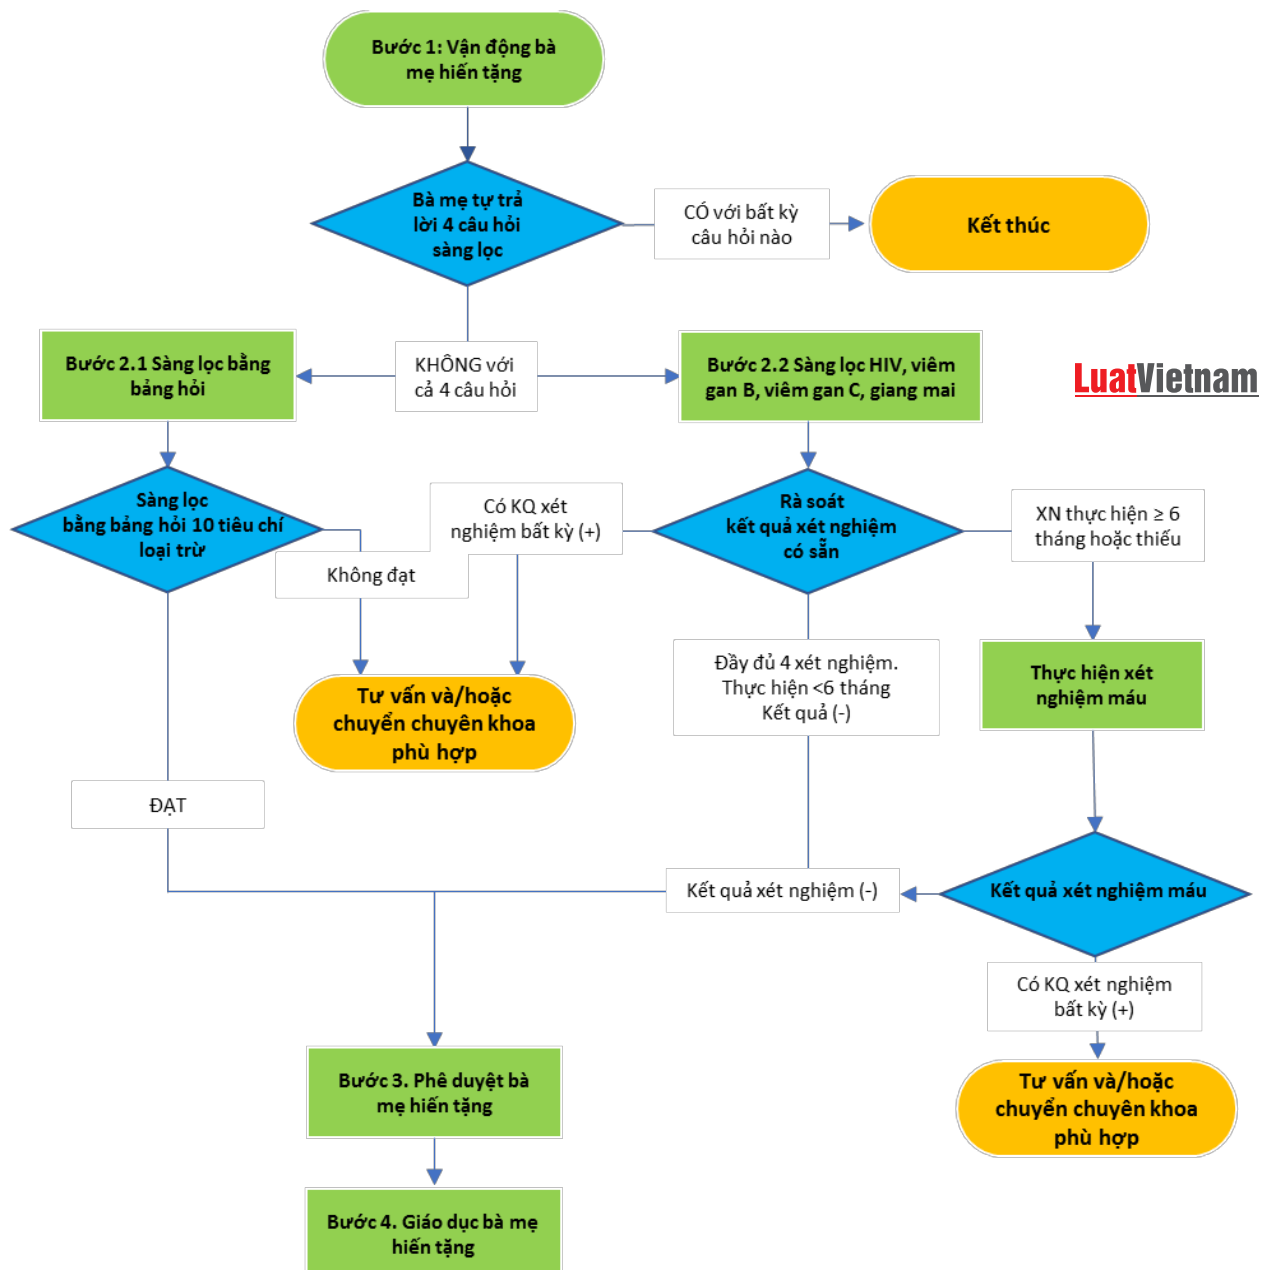 Bước 1: Vận động bà
mẹ hiến tặng
Bà mẹ tự trả
lời 4 câu hỏi
sàng lọc
CÓ với bất kỳ
câu hỏi nào
Kết thúc
Bước 2.1 Sàng lọc bằng
bảng hỏi
KHÔNG với
cả 4 câu hỏi
Bước 2.2 Sàng lọc HIV, viêm
gan B, viêm gan C, giang mai
LuatVietnam
Sàng lọc
bằng bảng hỏi 10 tiêu chí
loại trừ
Có KQ xét
nghiệm bất kỳ (+)
Rà soát
kết quả xét nghiệm
có sẵn
XN thực hiện ≥ 6
tháng hoặc thiếu
Không đạt
Tư vấn và/hoặc
chuyển chuyên khoa
phù hợp
Đầy đủ 4 xét nghiệm.
Thực hiện <6 tháng
Kết quả (-)
Thực hiện xét
nghiệm máu
ĐẠT
Kết quả xét nghiệm (-)
Kết quả xét nghiệm máu
Có KQ xét nghiệm
bất kỳ (+)
Bước 3. Phê duyệt bà
mẹ hiến tặng
Tư vấn và/hoặc
chuyển chuyên khoa
phù hợp
Bước 4. Giáo dục bà mẹ
hiến tặng